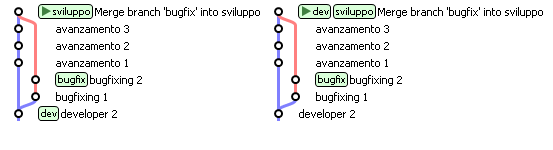 sviluppo Merge branch 'bugfix' into sviluppo
avanzamento 3
avanzamento 2
avanzamento 1
bugfix bugfixing 2
bugfixing 1
dev developer 2
dev sviluppo Merge branch 'bugfix' into sviluppo
avanzamento 3
avanzamento 2
avanzamento 1
bugfix bugfixing 2
bugfixing 1
developer 2